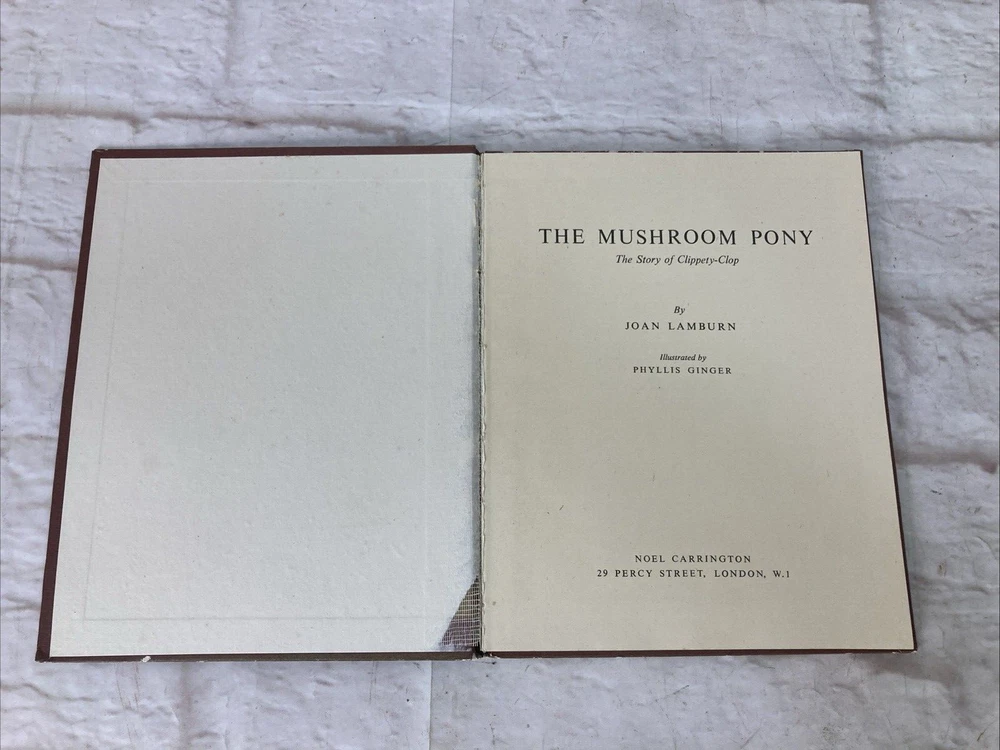 THE MUSHROOM PONY
The Story of Clippety-Clop
By
JOAN LAMBURN
Illustrated by
PHYLLIS GINGER
NOEL CARRINGTON
29 PERCY STREET, LONDON, W.1